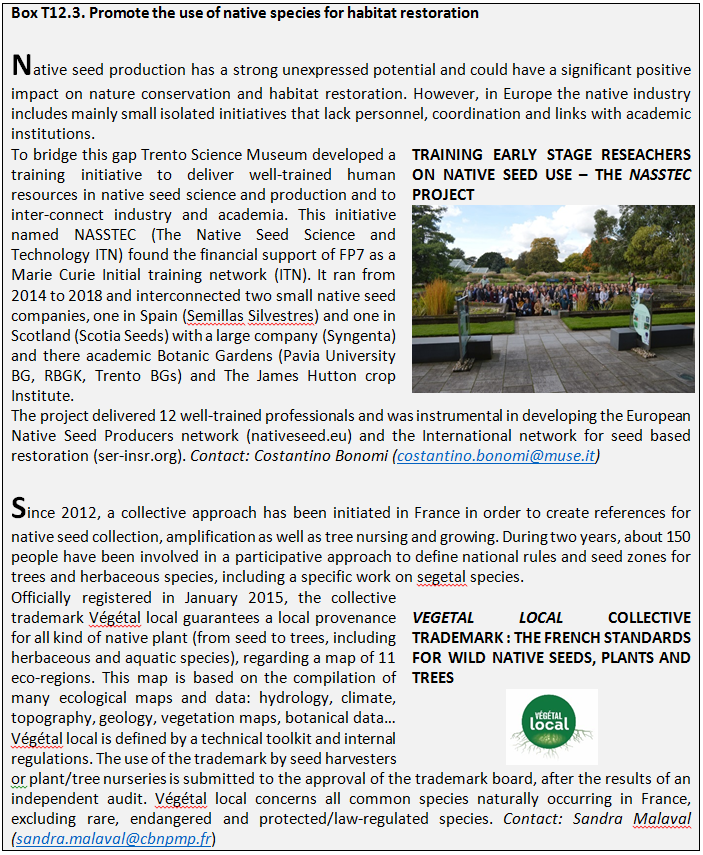 Box T12.3. Promote the use of native species for habitat restoration
Native seed production has a strong unexpressed potential and could have a significant positive
impact on nature conservation and habitat restoration. However, in Europe the native industry
includes mainly small isolated initiatives that lack personnel, coordination and links with academic
institutions.
To bridge this gap Trento Science Museum developed a
training initiative to deliver well-trained human
resources in native seed science and production and to
inter-connect industry and academia. This initiative
named NASSTEC (The Native Seed Science and
Technology ITN) found the financial support of FP7 as a
Marie Curie Initial training network (ITN). It ran from
2014 to 2018 and interconnected two small native seed
companies, one in Spain (Semillas Silvestres) and one in
Scotland (Scotia Seeds) with a large company (Syngenta)
and there academic Botanic Gardens (Pavia University
BG, RBGK, Trento BGs) and The James Hutton crop
Institute.
TRAINING EARLY STAGE RESEACHERS
ON NATIVE SEED USE – THE NASSTEC
PROJECT
The project delivered 12 well-trained professionals and was instrumental in developing the European
Native Seed Producers network (nativeseed.eu) and the International network for seed based
restoration (ser-insr.org). Contact: Costantino Bonomi (costantino.bonomi@muse.it)
Since 2012, a collective approach has been initiated in France in order to create references for
native seed collection, amplification as well as tree nursing and growing. During two years, about 150
people have been involved in a participative approach to define national rules and seed zones for
trees and herbaceous species, including a specific work on segetal species.
Officially registered in January 2015, the collective
trademark Végétal local guarantees a local provenance
for all kind of native plant (from seed to trees, including
herbaceous and aquatic species), regarding a map of 11
eco-regions. This map is based on the compilation of
many ecological maps and data: hydrology, climate,
topography, geology, vegetation maps, botanical data...
Végétal local is defined by a technical toolkit and internal
regulations. The use of the trademark by seed harvesters
VEGETAL LOCAL COLLECTIVE
TRADEMARK : THE FRENCH STANDARDS
FOR WILD NATIVE SEEDS, PLANTS AND
TREES
VÉGÉTAL
local
or plant/tree nurseries is submitted to the approval of the trademark board, after the results of an
independent audit. Végétal local concerns all common species naturally occurring in France,
excluding rare, endangered and protected/law-regulated species. Contact: Sandra Malaval
(sandra.malaval@cbnpmp.fr)